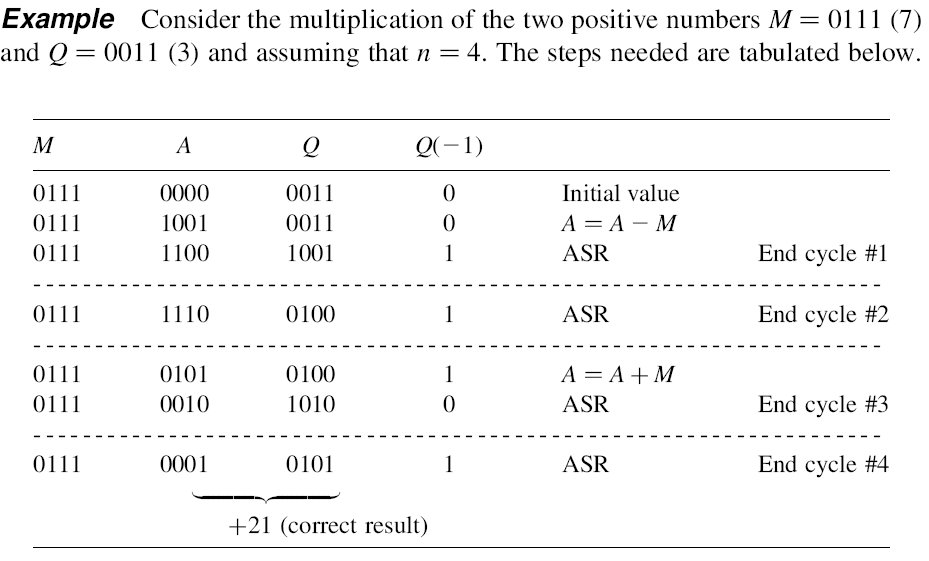 Example Consider the multiplication of the two positive numbers M = 0111 (7)
and Q = 0011 (3) and assuming that n = 4. The steps needed are tabulated below.
M A Q Q(−1)
0111 0000 0011 0 Initial value
0111 1001 0011 0 A = A − M
0111 1100 1001 1 ASR End cycle #1
0111 1110 0100 1 ASR End cycle #2
0111 0101 0100 1 A = A + M
0111 0010 1010 0 ASR End cycle #3
0111 0001 0101 1 ASR End cycle #4
+21 (correct result)